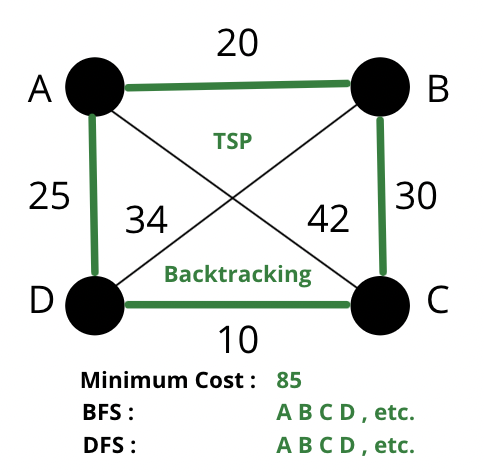 20
A B
TSP
25 34 42 30
Backtracking
D C
10
Minimum Cost : 85
BFS : A B C D , etc.
DFS : A B C D , etc.